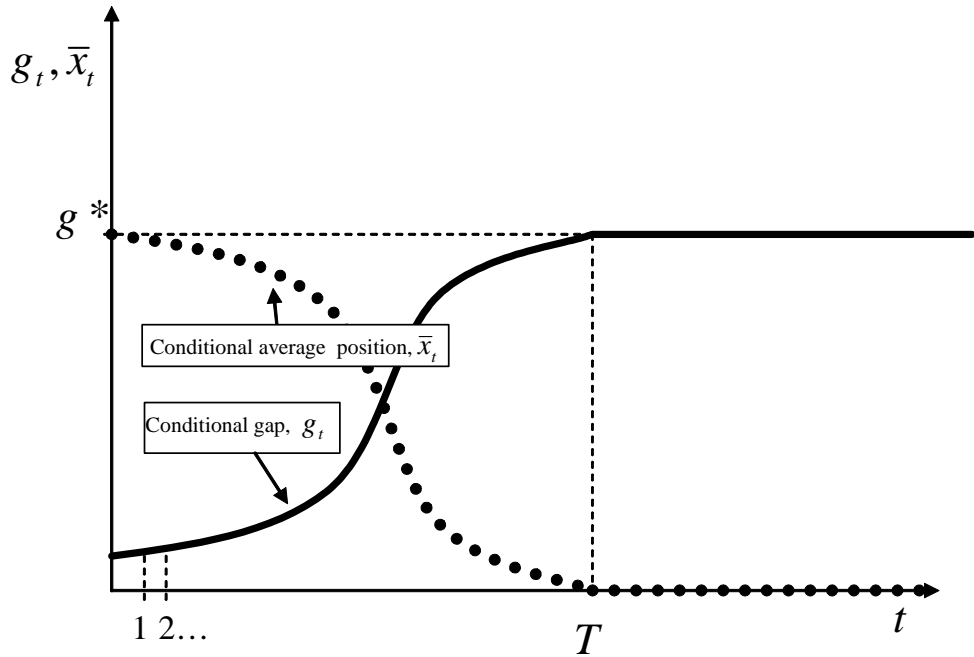 g_t, x̄_t
g*
Conditional average position, x̄_t
Conditional gap, g_t
1 2…
T
t